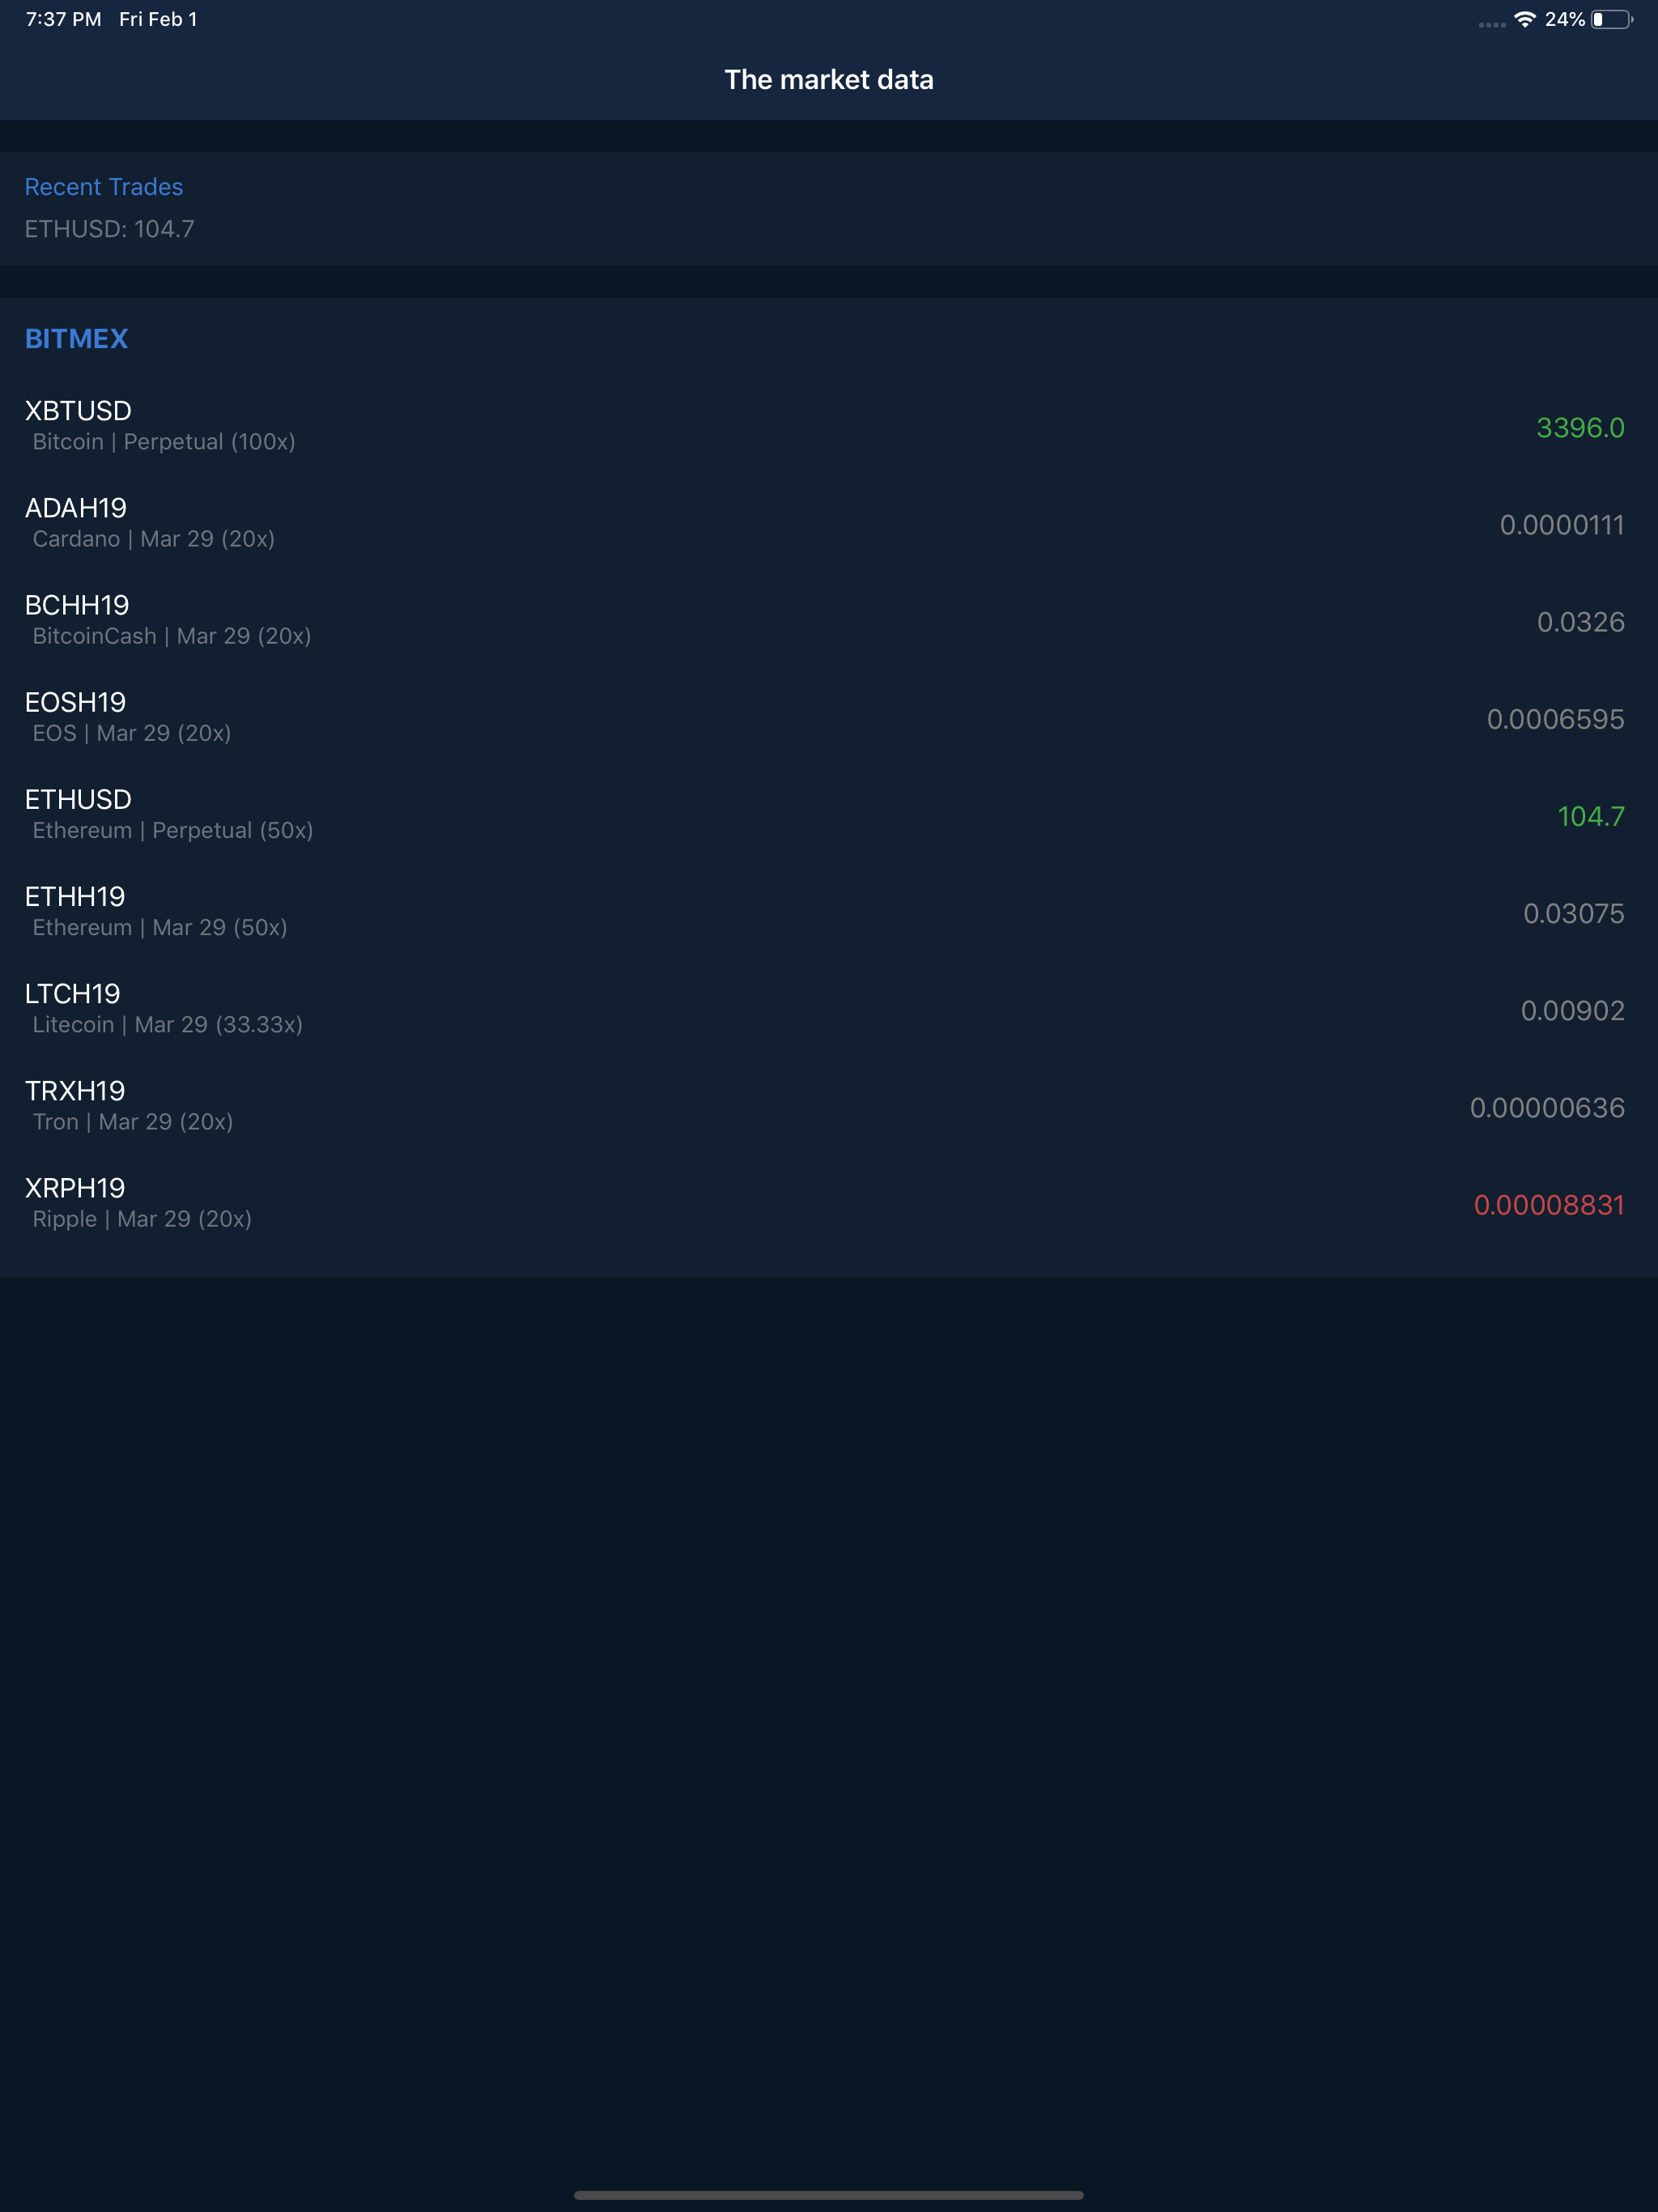 7:37 PM Fri Feb 1 24%
The market data
Recent Trades
ETHUSD: 104.7
BITMEX
XBTUSD
Bitcoin | Perpetual (100x) 3396.0
ADAH19
Cardano | Mar 29 (20x) 0.0000111
BCHH19
BitcoinCash | Mar 29 (20x) 0.0326
EOSH19
EOS | Mar 29 (20x) 0.0006595
ETHUSD
Ethereum | Perpetual (50x) 104.7
ETHH19
Ethereum | Mar 29 (50x) 0.03075
LTCH19
Litecoin | Mar 29 (33.33x) 0.00902
TRXH19
Tron | Mar 29 (20x) 0.00000636
XRPH19
Ripple | Mar 29 (20x) 0.00008831